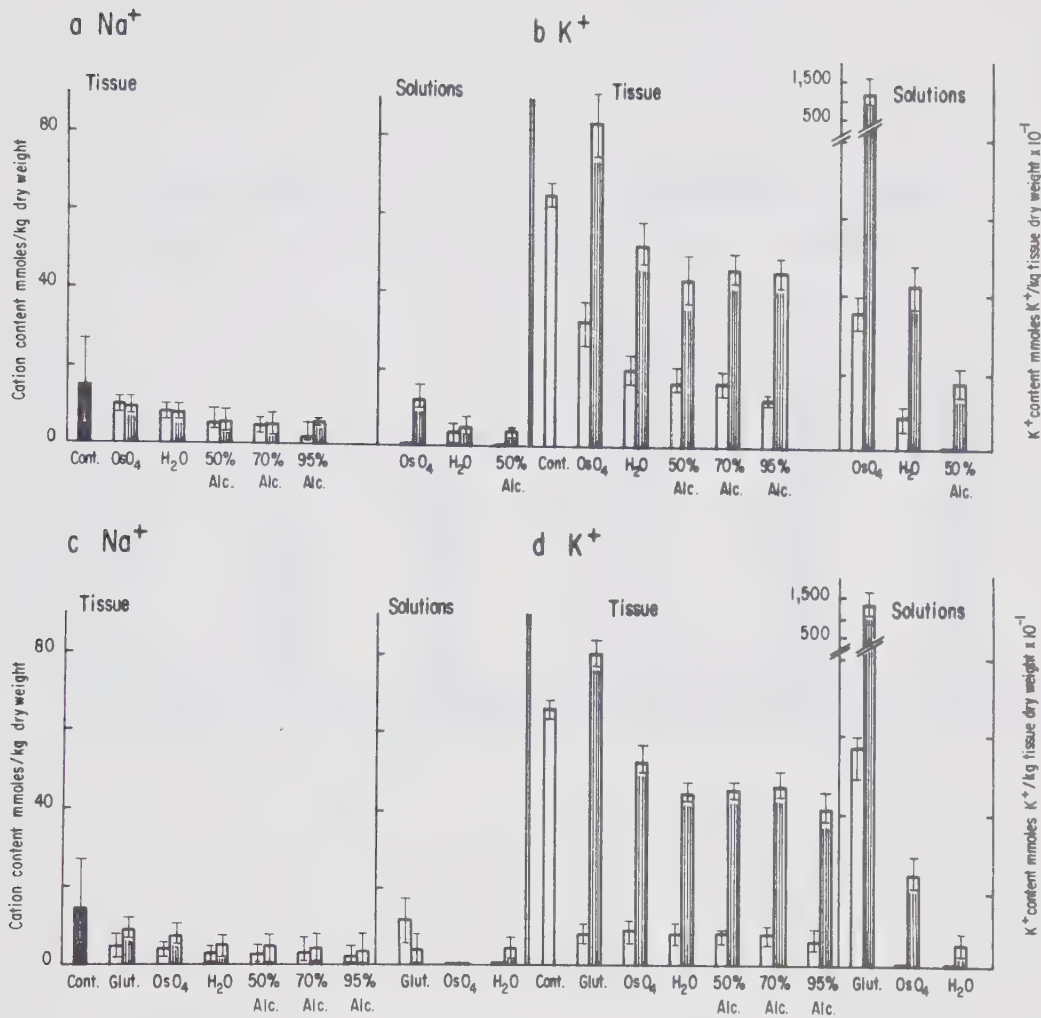 a Na⁺
b K⁺
Tissue
Solutions
Tissue
Solutions
Cation content mmoles/kg dry weight
80
40
0
1,500
500
K⁺ content mmoles K⁺/kg tissue dry weight x 10⁻¹
Cont. OsO₄ H₂O 50% Alc. 70% Alc. 95% Alc.
OsO₄ H₂O 50% Alc.
Cont. OsO₄ H₂O 50% Alc. 70% Alc. 95% Alc.
OsO₄ H₂O 50% Alc.
c Na⁺
d K⁺
Tissue
Solutions
Tissue
Solutions
Cation content mmoles/kg dry weight
80
40
0
1,500
500
K⁺ content mmoles K⁺/kg tissue dry weight x 10⁻¹
Cont. Glut. OsO₄ H₂O 50% Alc. 70% Alc. 95% Alc.
Glut. OsO₄ H₂O
Cont. Glut. OsO₄ H₂O 50% Alc. 70% Alc. 95% Alc.
Glut. OsO₄ H₂O